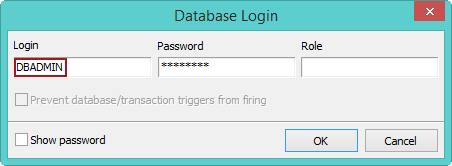 Database Login
Login Password Role
DBADMIN ********
Prevent database/transaction triggers from firing
Show password OK Cancel